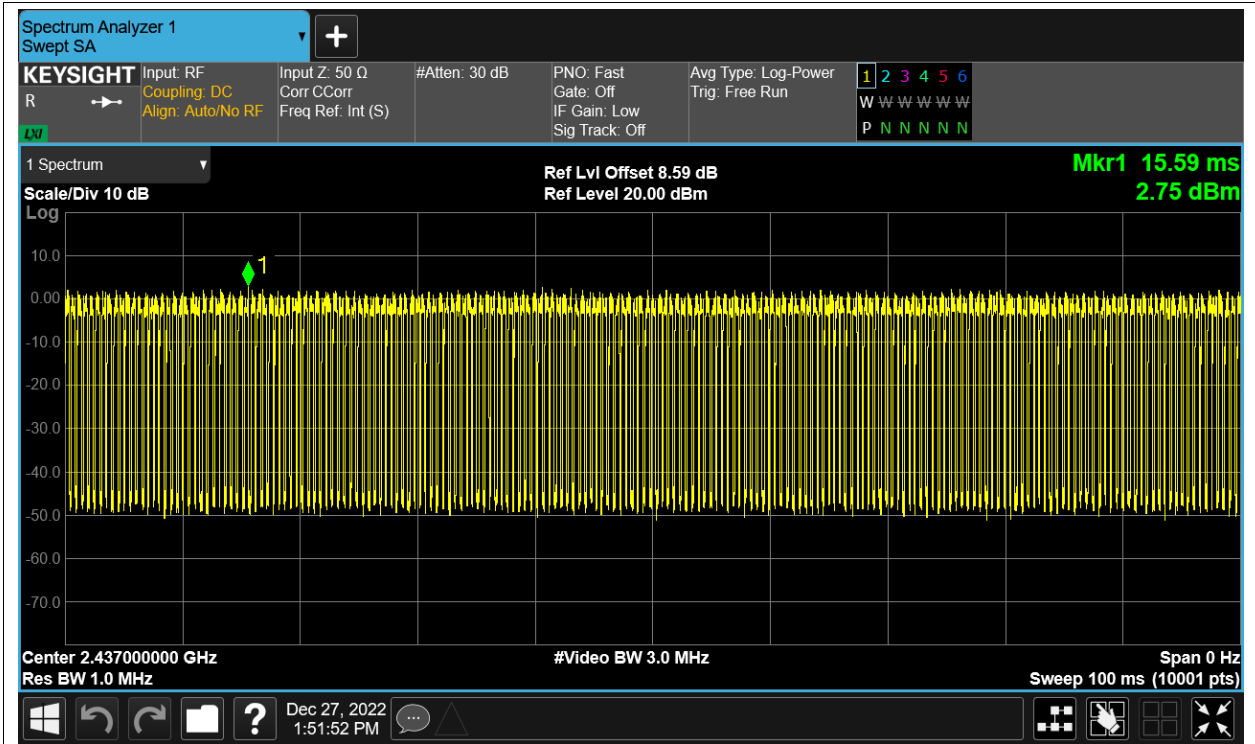 Spectrum Analyzer 1
Swept SA
+
KEYSIGHT
R
LXI
Input: RF
Coupling: DC
Align: Auto/No RF
Input Z: 50 Ω
Corr CCorr
Freq Ref: Int (S)
#Atten: 30 dB
PNO: Fast
Gate: Off
IF Gain: Low
Sig Track: Off
Avg Type: Log-Power
Trig: Free Run
1 2 3 4 5 6
W W W W W W
P N N N N N
1 Spectrum
Scale/Div 10 dB
Log
Ref Lvl Offset 8.59 dB
Ref Level 20.00 dBm
Mkr1 15.59 ms
2.75 dBm
1
10.0
0.00
-10.0
-20.0
-30.0
-40.0
-50.0
-60.0
-70.0
Center 2.437000000 GHz
Res BW 1.0 MHz
#Video BW 3.0 MHz
Span 0 Hz
Sweep 100 ms (10001 pts)
?
Dec 27, 2022
1:51:52 PM